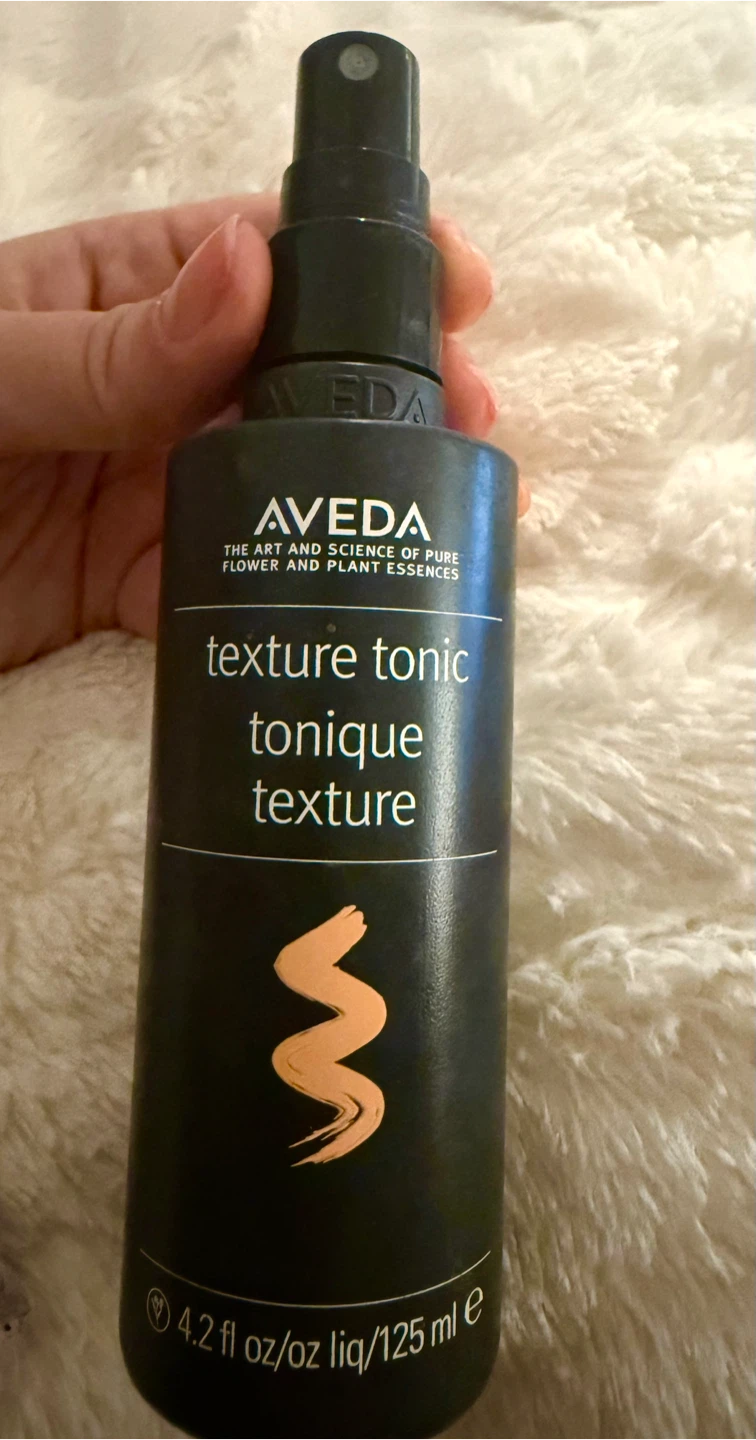 AVEDA
AVEDA
THE ART AND SCIENCE OF PURE
FLOWER AND PLANT ESSENCES
texture tonic
tonique
texture
4.2 fl oz/oz liq/125 ml e